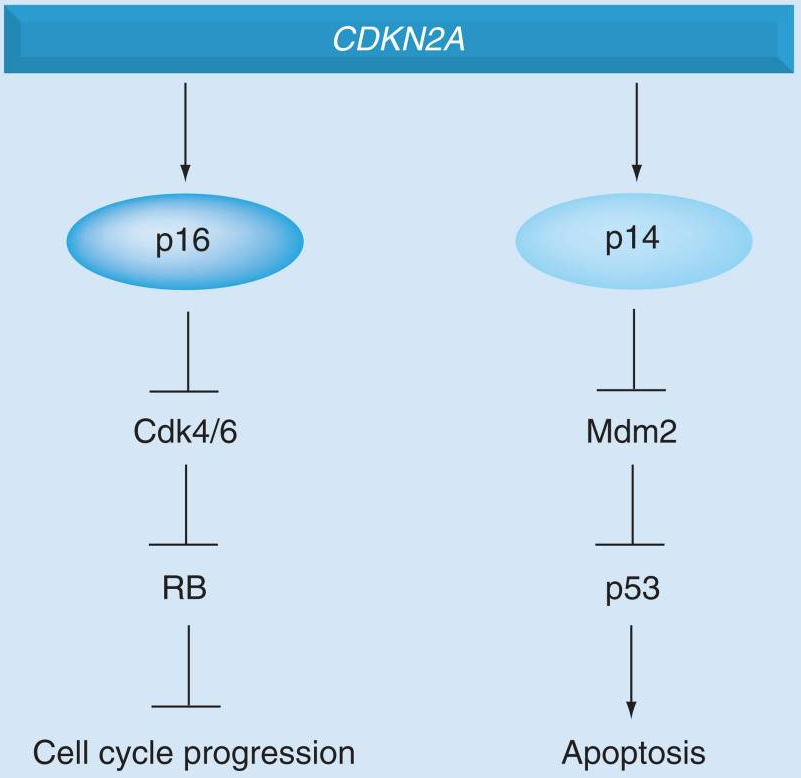 CDKN2A
p16
p14
Cdk4/6
Mdm2
RB
p53
Cell cycle progression
Apoptosis